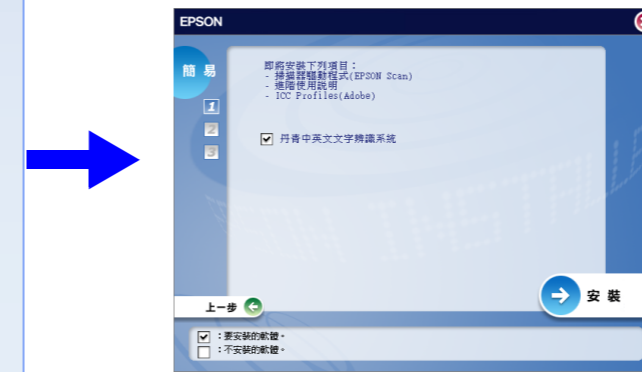 EPSON
簡易
即將安裝下列項目：
- 掃描器驅動程式(EPSON Scan)
- 進階使用說明
- ICC Profiles(Adobe)
1
2
3
丹青中英文文字辨識系統
安裝
上一步
：要安裝的軟體。
：不安裝的軟體。